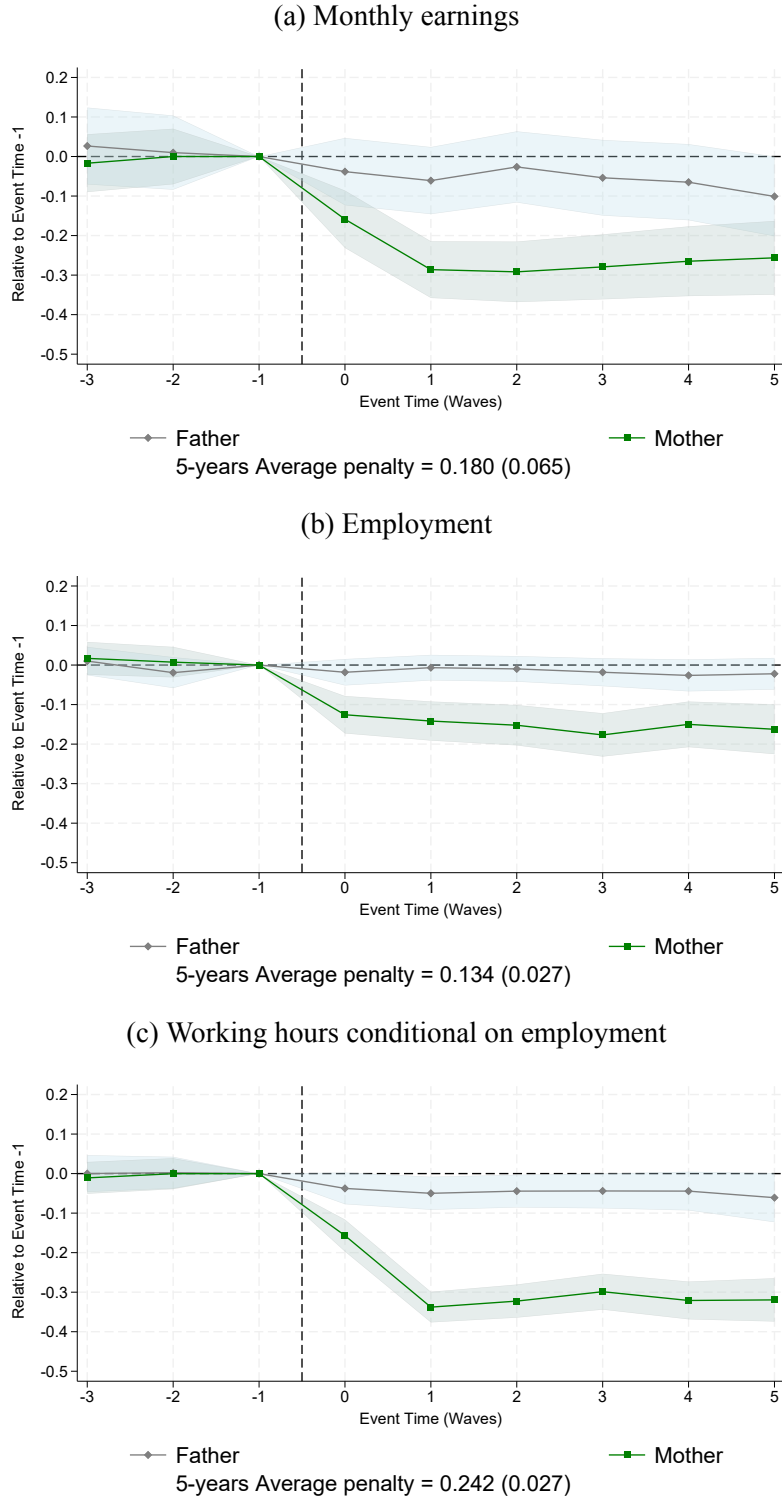 (a) Monthly earnings
0.2
0.1
0.0
-0.1
-0.2
-0.3
-0.4
-0.5
Relative to Event Time -1
-3 -2 -1 0 1 2 3 4 5
Event Time (Waves)
Father Mother
5-years Average penalty = 0.180 (0.065)
(b) Employment
0.2
0.1
0.0
-0.1
-0.2
-0.3
-0.4
-0.5
Relative to Event Time -1
-3 -2 -1 0 1 2 3 4 5
Event Time (Waves)
Father Mother
5-years Average penalty = 0.134 (0.027)
(c) Working hours conditional on employment
0.2
0.1
0.0
-0.1
-0.2
-0.3
-0.4
-0.5
Relative to Event Time -1
-3 -2 -1 0 1 2 3 4 5
Event Time (Waves)
Father Mother
5-years Average penalty = 0.242 (0.027)